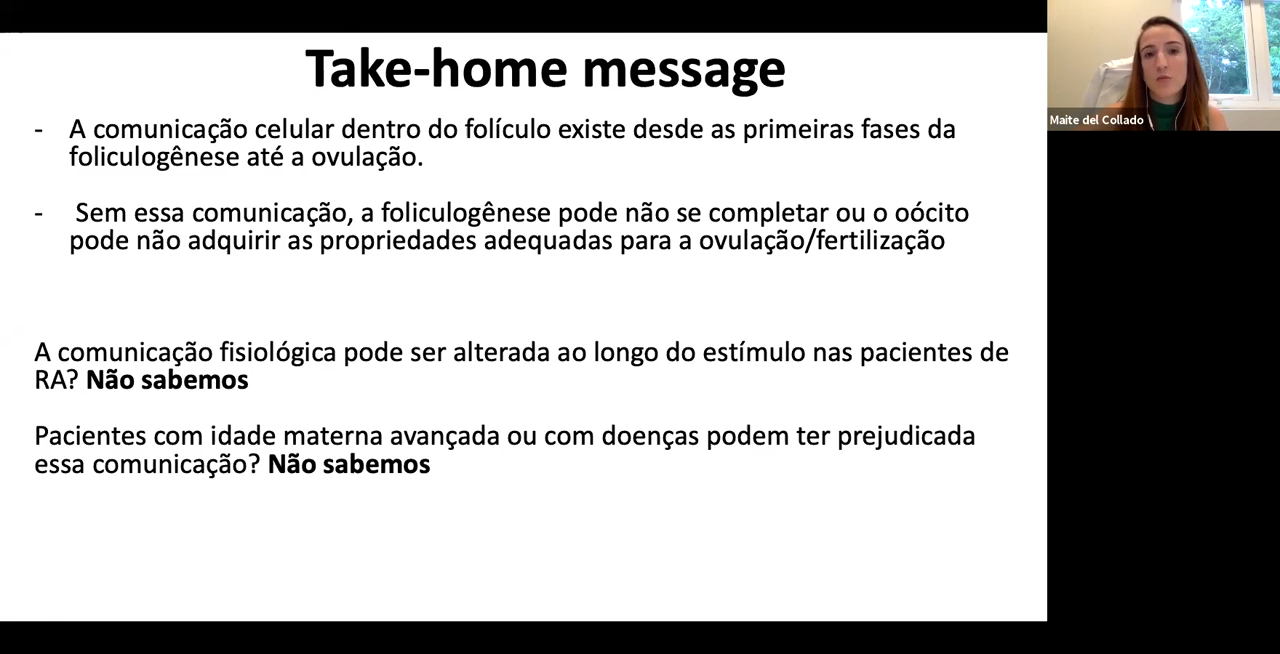 Take-home message
- A comunicação celular dentro do folículo existe desde as primeiras fases da
foliculogênese até a ovulação.
- Sem essa comunicação, a foliculogênese pode não se completar ou o oócito
pode não adquirir as propriedades adequadas para a ovulação/fertilização
A comunicação fisiológica pode ser alterada ao longo do estímulo nas pacientes de
RA? Não sabemos
Pacientes com idade materna avançada ou com doenças podem ter prejudicada
essa comunicação? Não sabemos
Maite del Collado